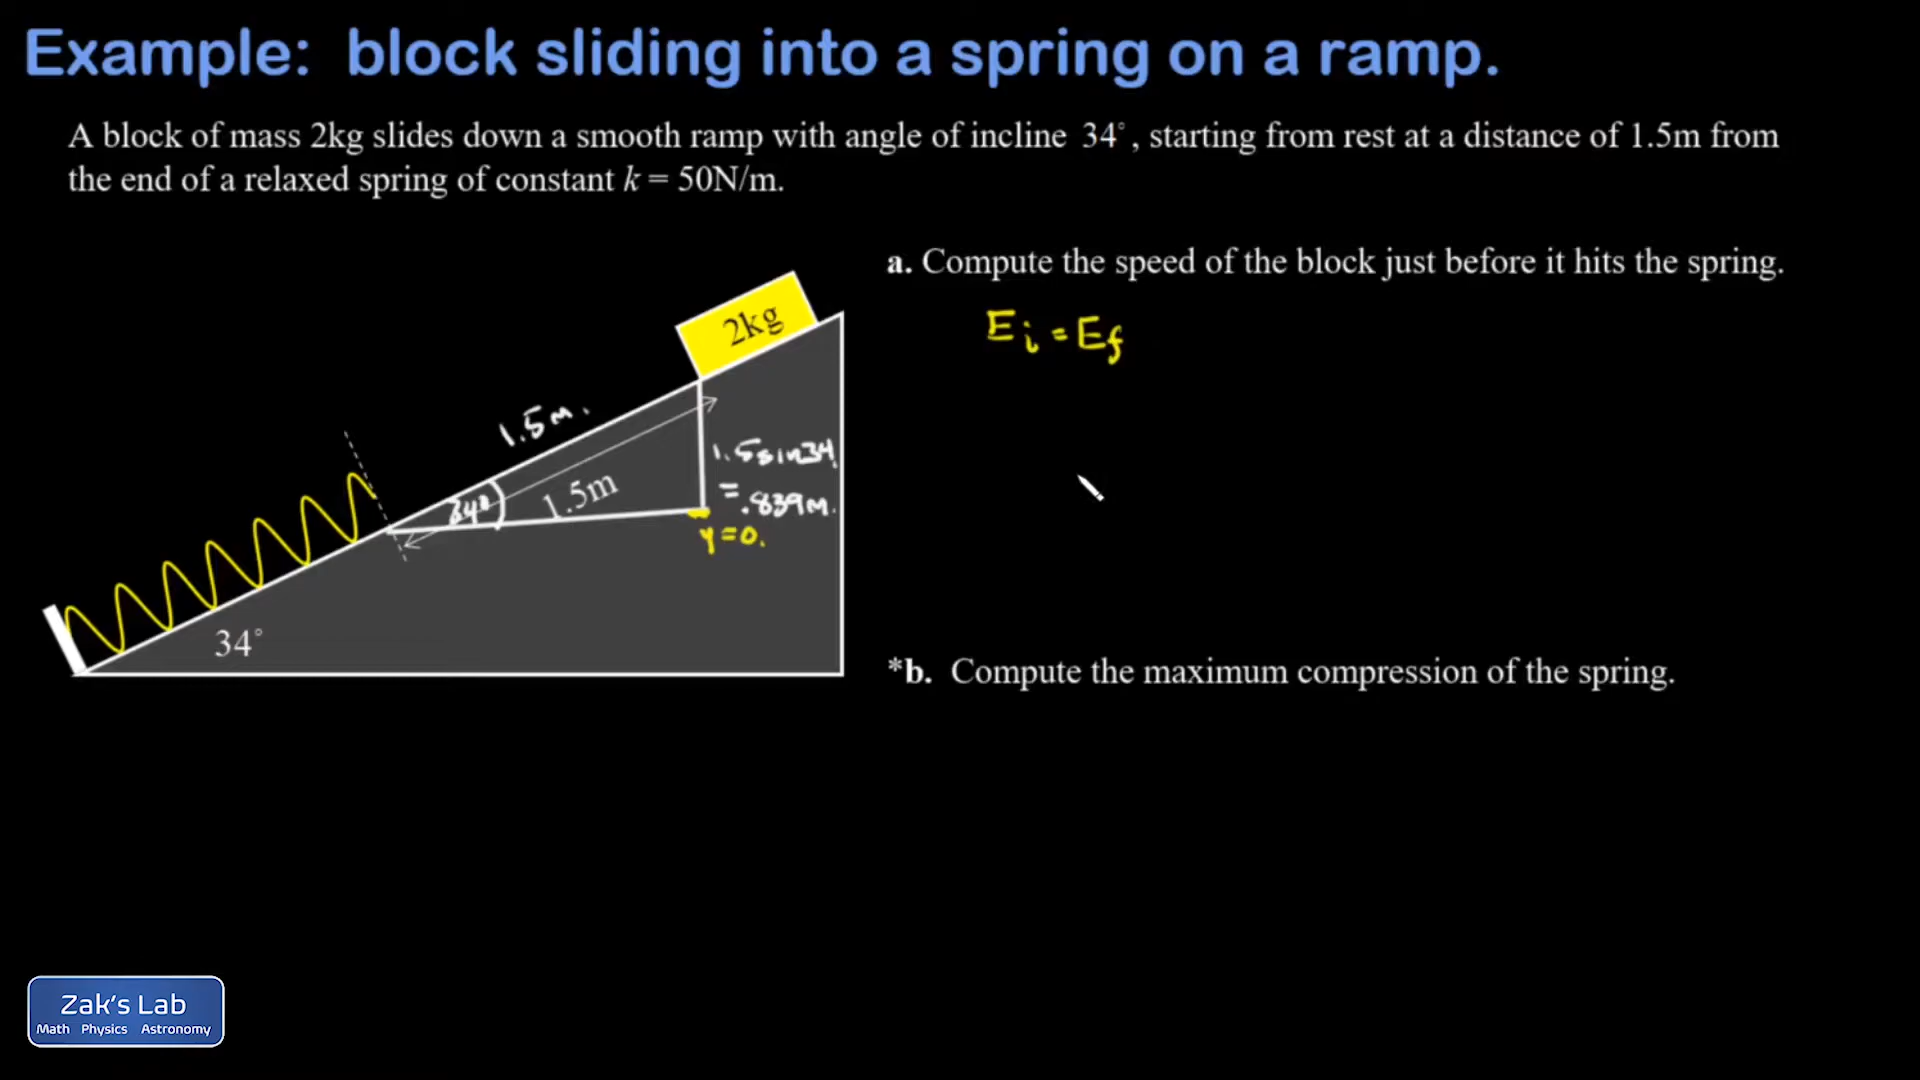 Example: block sliding into a spring on a ramp.
A block of mass 2kg slides down a smooth ramp with angle of incline 34°, starting from rest at a distance of 1.5m from
the end of a relaxed spring of constant k = 50N/m.
a. Compute the speed of the block just before it hits the spring.
Ei = Ef
2kg
1.5m.
1.5 sin34
= .839m.
34°
1.5m
y=0.
34°
*b. Compute the maximum compression of the spring.
Zak's Lab
Math Physics Astronomy